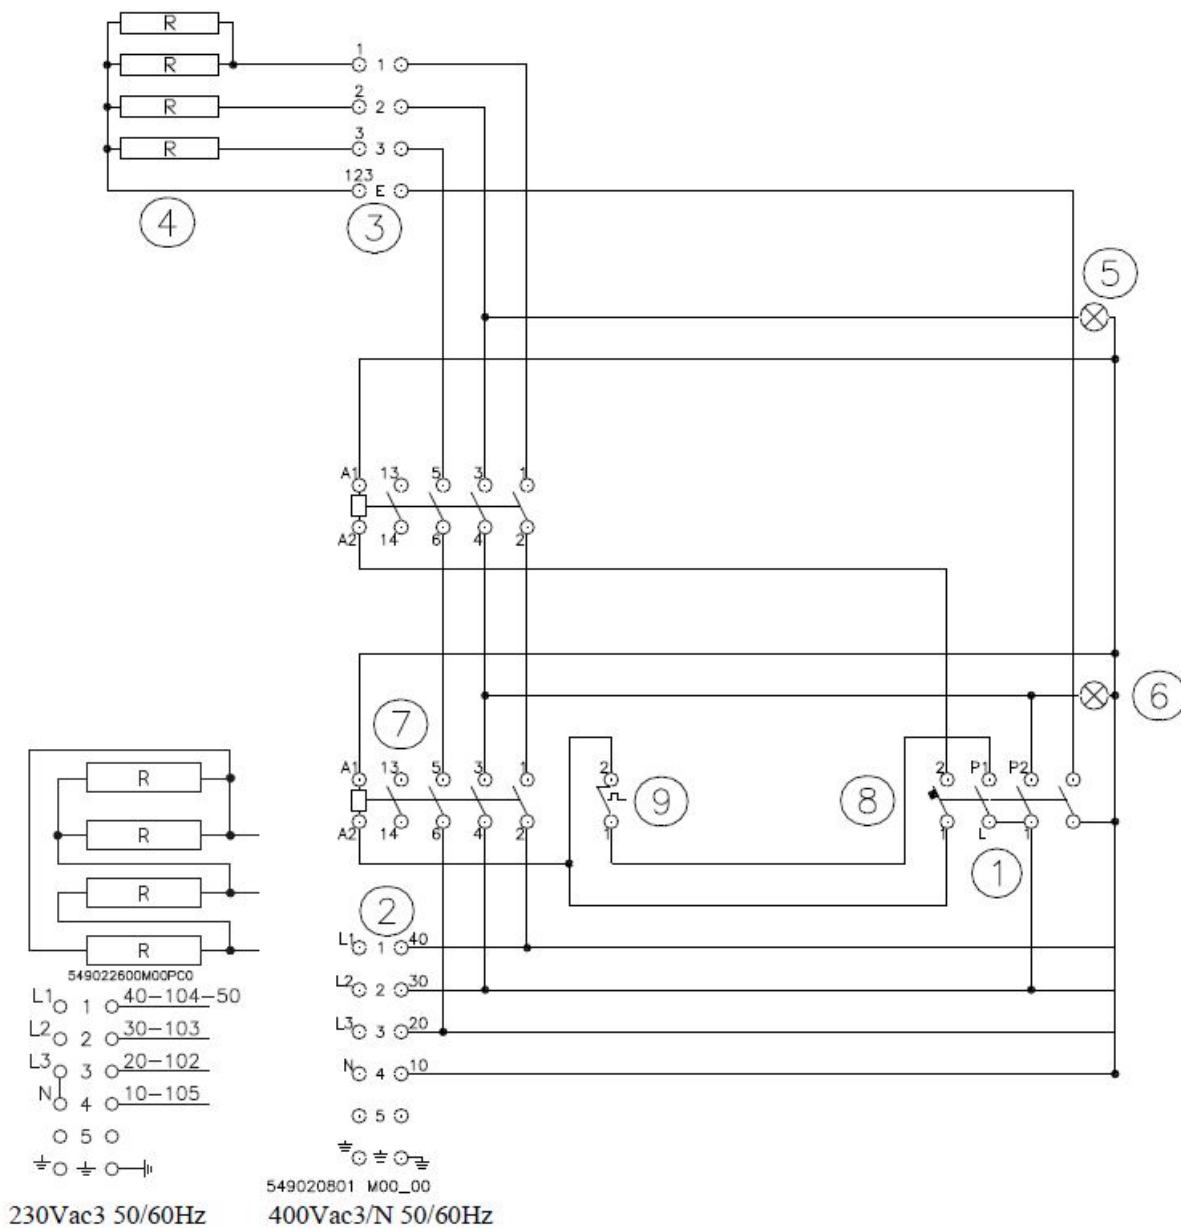 R
R
1
1
R
2
2
R
3
3
123
E
4
3
5
A1 13 5 3 1
A2 14 6 4 2
7
6
A1 13 5 3 1
2
2 P1 P2
R
9
8
A2 14 6 4 2
1
1 L 1
R
1
R
2
L1 1 40
R
549022600M00PC0
L2 2 30
L1 1 40-104-50
L2 2 30-103
L3 3 20
L3 3 20-102
N 4 10
N 4 10-105
5
5
549020801 M00_00
230Vac3 50/60Hz
400Vac3/N 50/60Hz